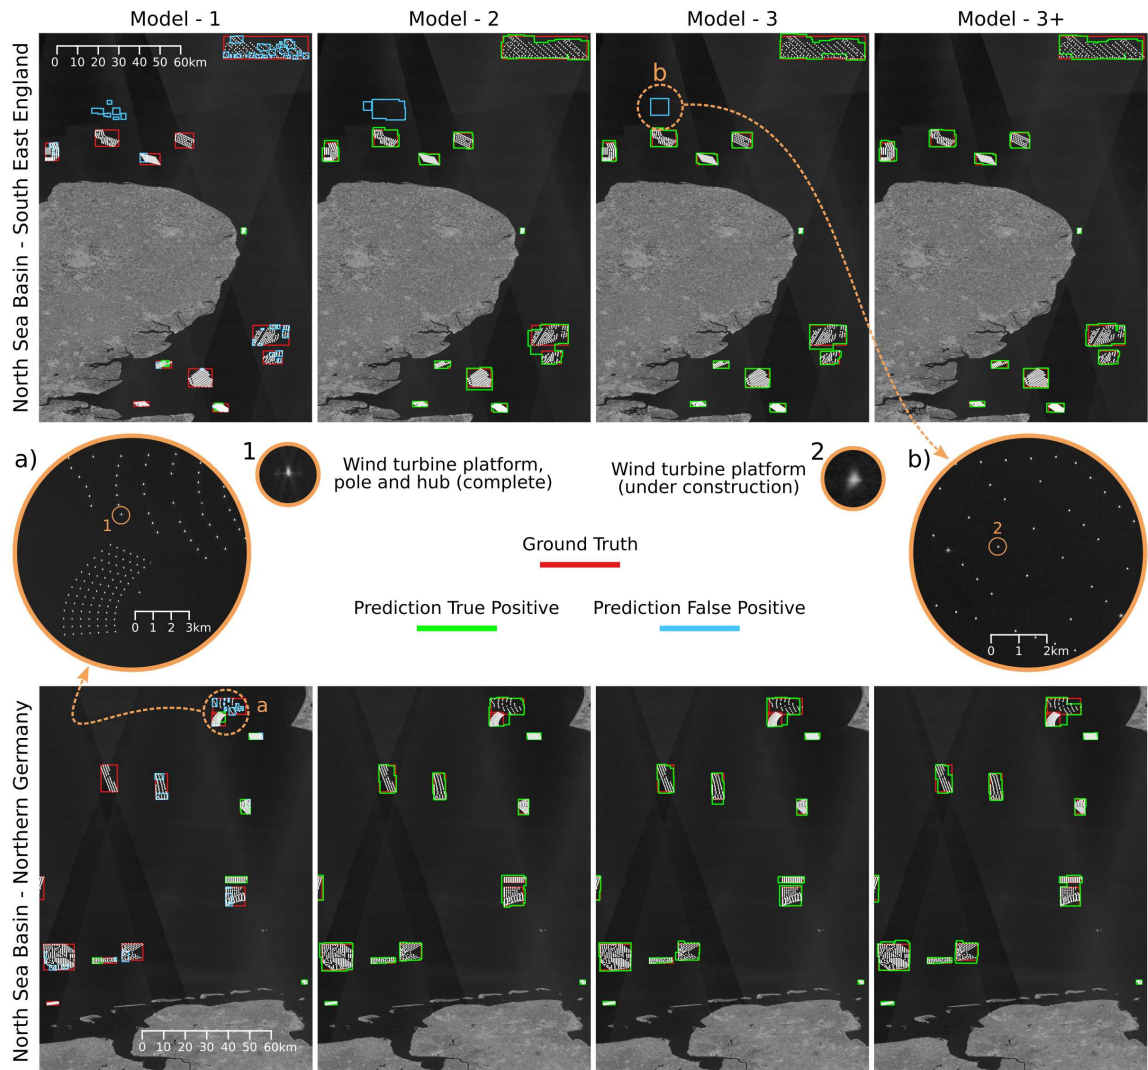 Model - 1
Model - 2
Model - 3
Model - 3+
North Sea Basin - South East England
0 10 20 30 40 50 60km
b
a)
1
1
Wind turbine platform,
pole and hub (complete)
Wind turbine platform
(under construction)
2
b)
2
Ground Truth
Prediction True Positive
Prediction False Positive
0 1 2 3km
0 1 2km
North Sea Basin - Northern Germany
a
0 10 20 30 40 50 60km